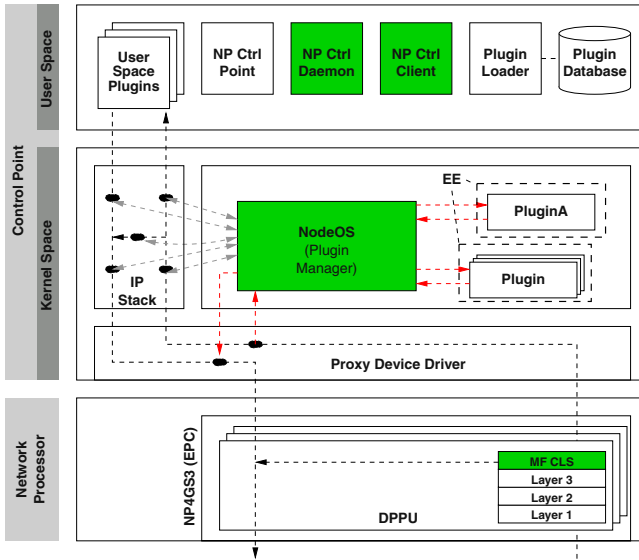 Control Point
User Space
User
Space
Plugins
NP Ctrl
Point
NP Ctrl
Daemon
NP Ctrl
Client
Plugin
Loader
Plugin
Database
Kernel Space
IP
Stack
NodeOS
(Plugin
Manager)
EE
PluginA
Plugin
Proxy Device Driver
Network
Processor
NP4GS3 (EPC)
MF CLS
Layer 3
Layer 2
Layer 1
DPPU